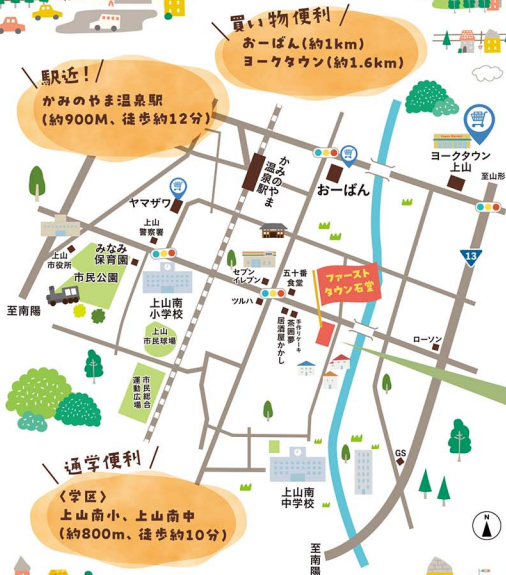 買い物便利
おーばん(約1km)
ヨークタウン(約1.6km)
駅近!
かみのやま温泉駅
(約900M、徒歩約12分)
かみのやま
温泉駅
おーばん
ヨークタウン
上山
至山形
ヤマザワ
上山
警察署
上山
市役所
みなみ
保育園
市民公園
13
至南陽
上山南
小学校
セブン
イレブン
五十番
食堂
ファースト
タウン石堂
ツルハ
手作りケーキ
茶囲夢
居酒屋かかし
ローソン
上山
市民球場
市民総合
運動広場
GS
上山南
中学校
通学便利
〈学区〉
上山南小、上山南中
(約800m、徒歩約10分)
至南陽
N